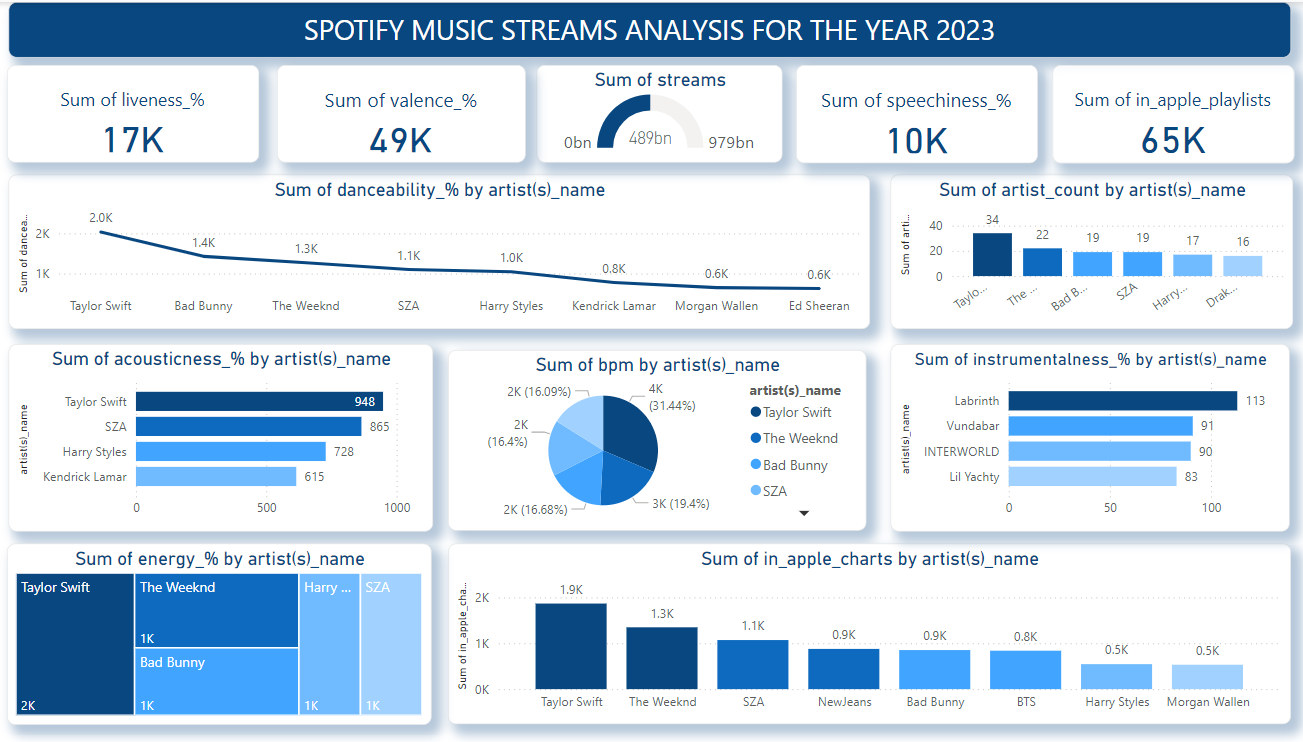 SPOTIFY MUSIC STREAMS ANALYSIS FOR THE YEAR 2023
Sum of liveness_%
17K
Sum of valence_%
49K
Sum of streams
0bn
489bn
979bn
Sum of speechiness_%
10K
Sum of in_apple_playlists
65K
Sum of danceability_% by artist(s)_name
Sum of dancea...
2K
1K
2.0K
1.4K
1.3K
1.1K
1.0K
0.8K
0.6K
0.6K
Taylor Swift
Bad Bunny
The Weeknd
SZA
Harry Styles
Kendrick Lamar
Morgan Wallen
Ed Sheeran
Sum of artist_count by artist(s)_name
Sum of arti...
40
20
0
34
22
19
19
17
16
Taylo...
The ...
Bad B...
SZA
Harry...
Drak...
Sum of acousticness_% by artist(s)_name
artist(s)_name
Taylor Swift
948
SZA
865
Harry Styles
728
Kendrick Lamar
615
0
500
1000
Sum of bpm by artist(s)_name
4K
(31.44%)
3K (19.4%)
2K (16.68%)
2K
(16.4%)
2K (16.09%)
artist(s)_name
Taylor Swift
The Weeknd
Bad Bunny
SZA
Sum of instrumentalness_% by artist(s)_name
artist(s)_name
Labrinth
113
Vundabar
91
INTERWORLD
90
Lil Yachty
83
0
50
100
Sum of energy_% by artist(s)_name
Taylor Swift
2K
The Weeknd
1K
Bad Bunny
1K
Harry ...
1K
SZA
1K
Sum of in_apple_charts by artist(s)_name
Sum of in_apple_cha...
2K
1K
0K
1.9K
1.3K
1.1K
0.9K
0.9K
0.8K
0.5K
0.5K
Taylor Swift
The Weeknd
SZA
NewJeans
Bad Bunny
BTS
Harry Styles
Morgan Wallen